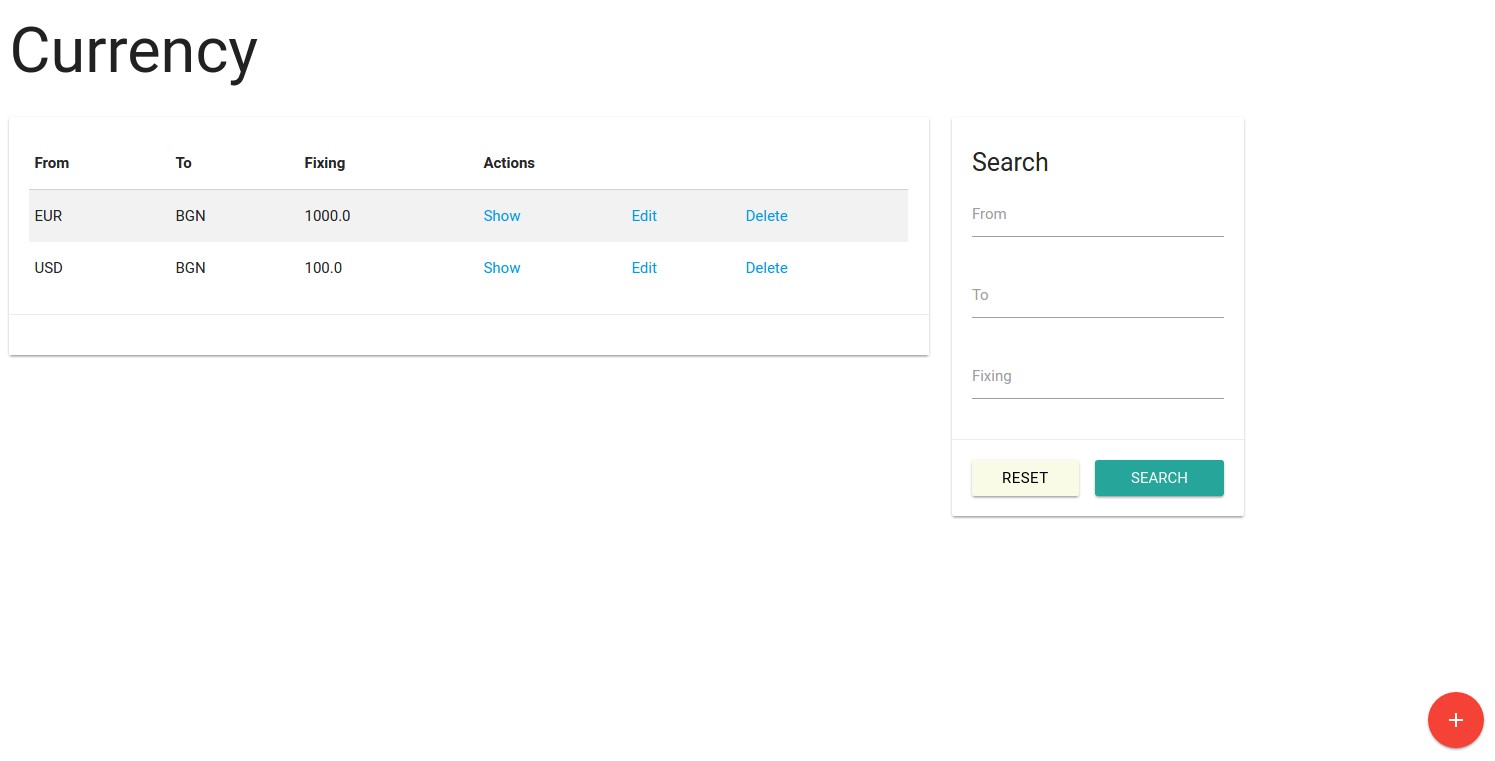 Currency
From To Fixing Actions
EUR BGN 1000.0 Show Edit Delete
USD BGN 100.0 Show Edit Delete
Search
From
To
Fixing
RESET SEARCH
+